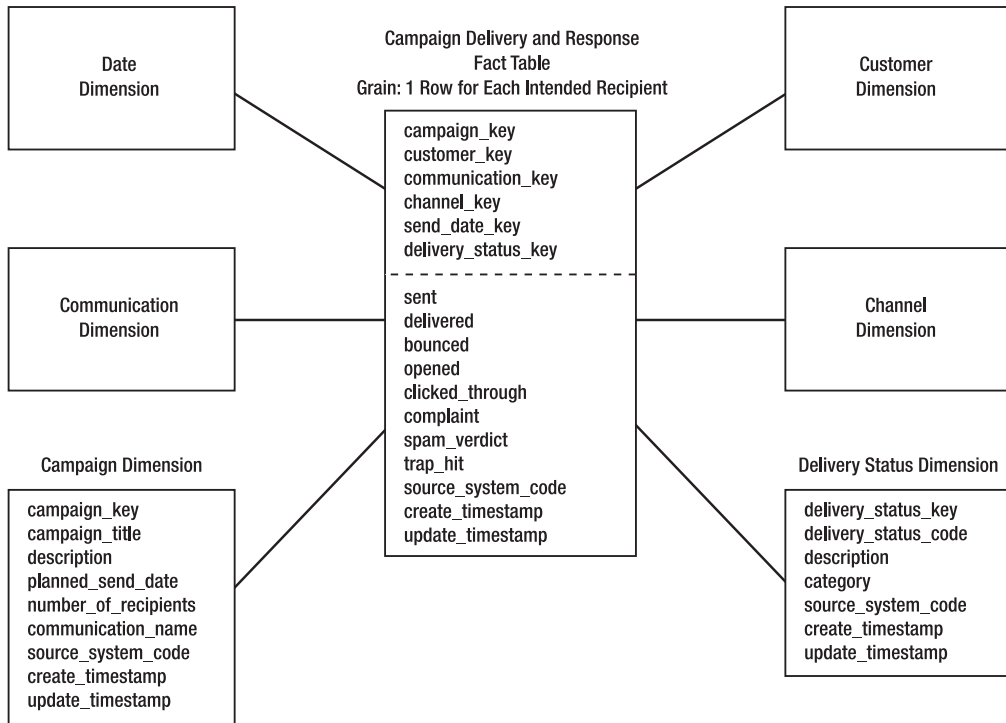 Date
Dimension
Campaign Delivery and Response
Fact Table
Grain: 1 Row for Each Intended Recipient
Customer
Dimension
campaign_key
customer_key
communication_key
channel_key
send_date_key
delivery_status_key
sent
delivered
bounced
opened
clicked_through
complaint
spam_verdict
trap_hit
source_system_code
create_timestamp
update_timestamp
Communication
Dimension
Channel
Dimension
Campaign Dimension
campaign_key
campaign_title
description
planned_send_date
number_of_recipients
communication_name
source_system_code
create_timestamp
update_timestamp
Delivery Status Dimension
delivery_status_key
delivery_status_code
description
category
source_system_code
create_timestamp
update_timestamp